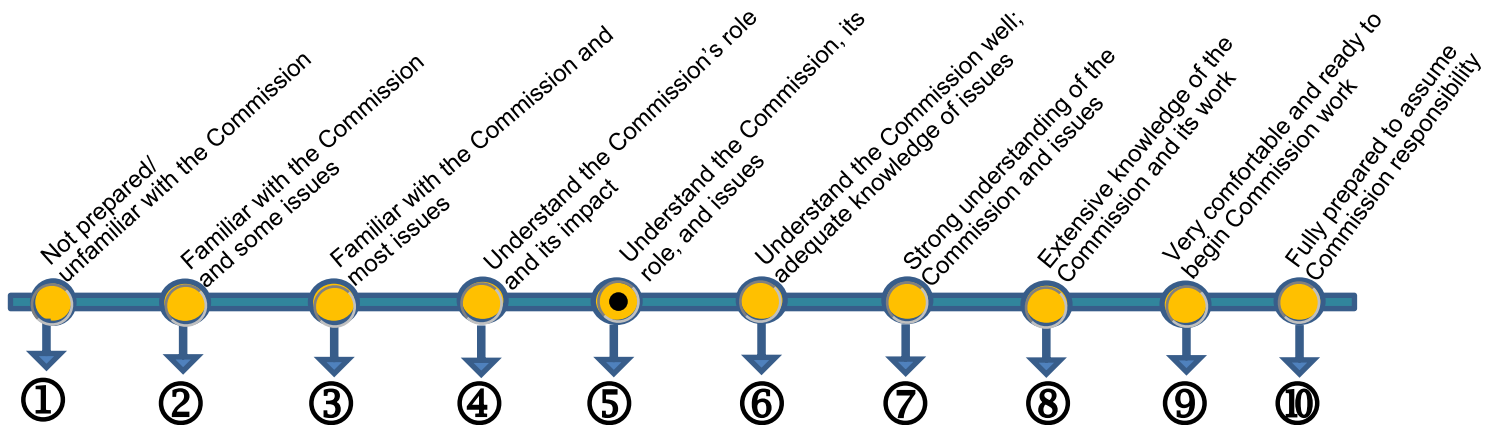 Not prepared/
unfamiliar with the Commission
Familiar with the Commission
and some issues
Familiar with the Commission and
most issues
Understand the Commission's role
and its impact
Understand the Commission, its
role, and issues
Understand the Commission well;
adequate knowledge of issues
Strong understanding of the
Commission and issues
Extensive knowledge of the
Commission and its work
Very comfortable and ready to
begin Commission work
Fully prepared to assume
Commission responsibility
① ② ③ ④ ⑤ ⑥ ⑦ ⑧ ⑨ ⑩